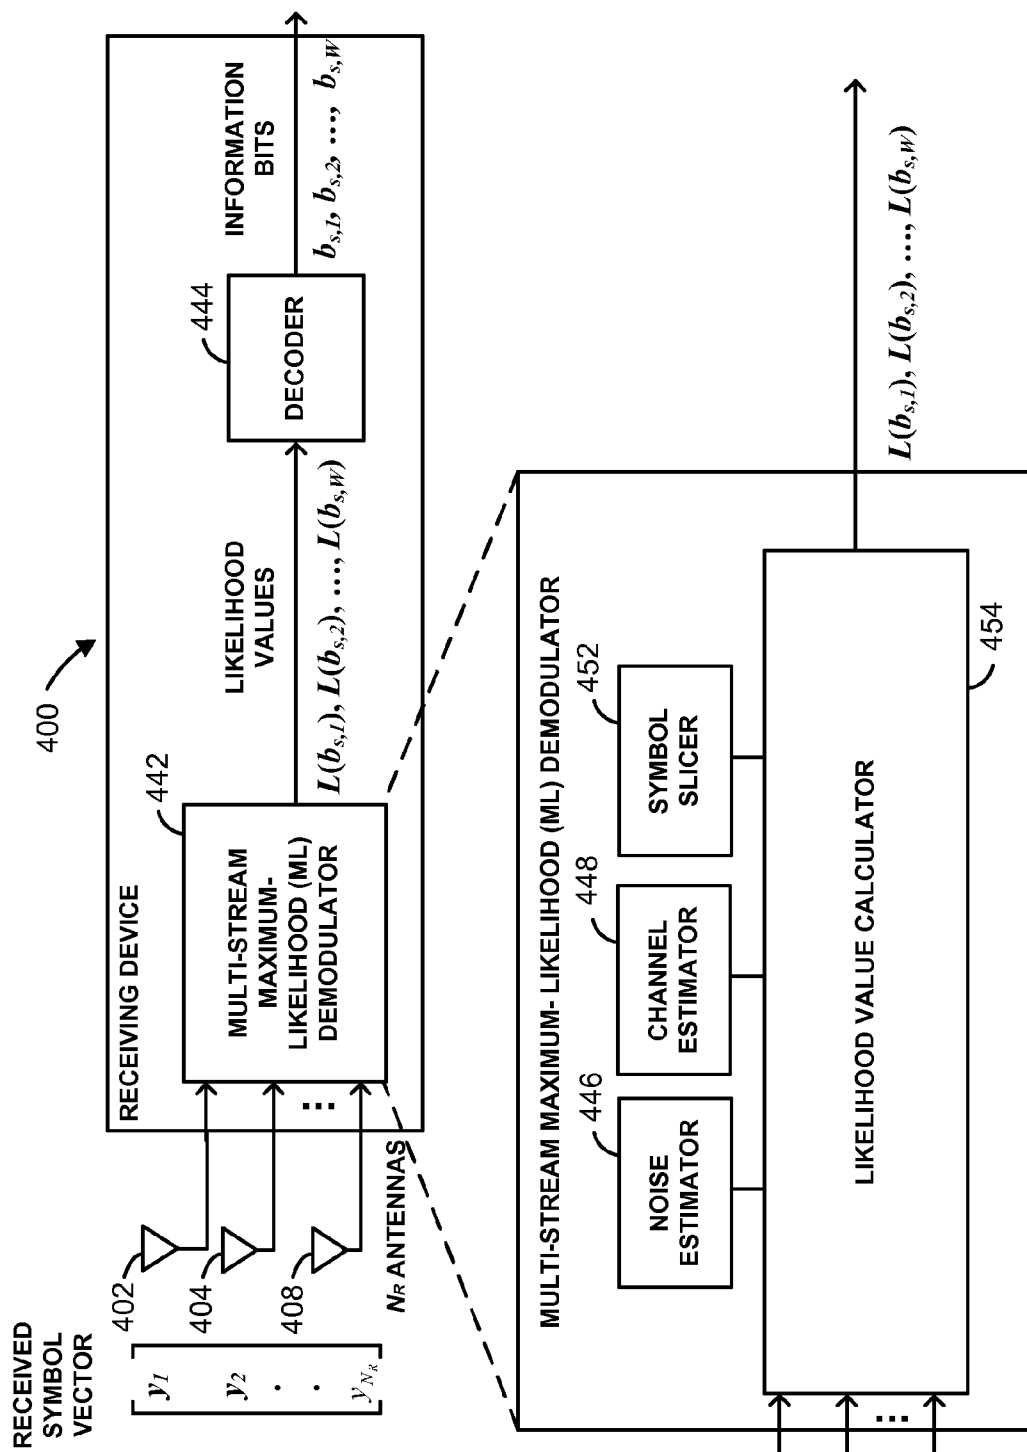 400
RECEIVED
SYMBOL
VECTOR
y1
y2
.
.
yNR
402
404
408
NR ANTENNAS
RECEIVING DEVICE
...
442
MULTI-STREAM
MAXIMUM-
LIKELIHOOD (ML)
DEMODULATOR
LIKELIHOOD
VALUES
L(bs,1), L(bs,2), ...., L(bs,W)
444
DECODER
INFORMATION
BITS
bs,1, bs,2, ..., bs,W
MULTI-STREAM MAXIMUM- LIKELIHOOD (ML) DEMODULATOR
446
NOISE
ESTIMATOR
448
CHANNEL
ESTIMATOR
452
SYMBOL
SLICER
...
LIKELIHOOD VALUE CALCULATOR
454
L(bs,1), L(bs,2), ...., L(bs,W)